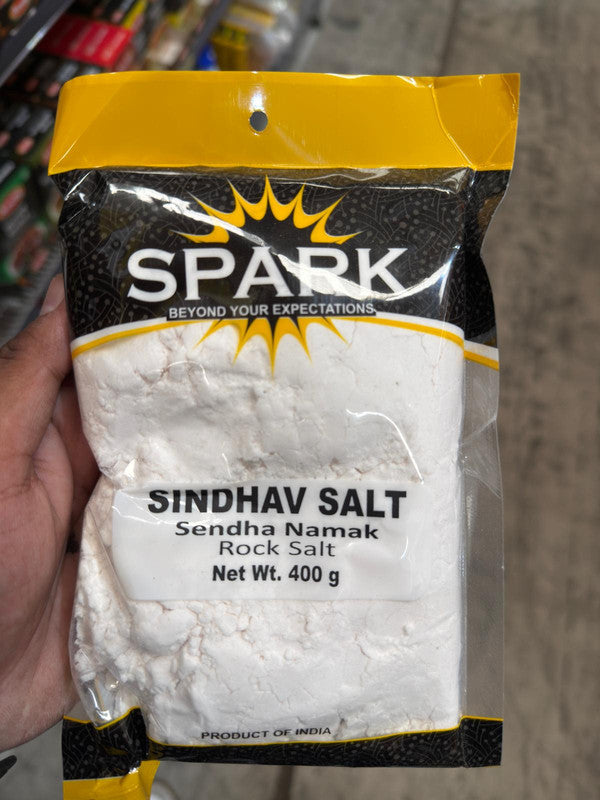 SPARK
BEYOND YOUR EXPECTATIONS
SINDHAV SALT
Sendha Namak
Rock Salt
Net Wt. 400 g
PRODUCT OF INDIA